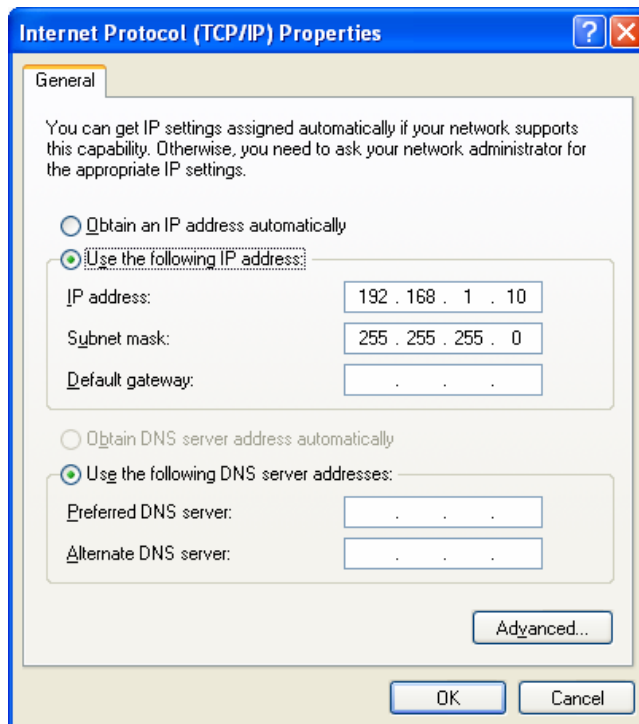 Internet Protocol (TCP/IP) Properties
General
You can get IP settings assigned automatically if your network supports
this capability. Otherwise, you need to ask your network administrator for
the appropriate IP settings.
Obtain an IP address automatically
Use the following IP address:
IP address: 192 . 168 . 1 . 10
Subnet mask: 255 . 255 . 255 . 0
Default gateway: . . .
Obtain DNS server address automatically
Use the following DNS server addresses:
Preferred DNS server: . . .
Alternate DNS server: . . .
Advanced...
OK Cancel